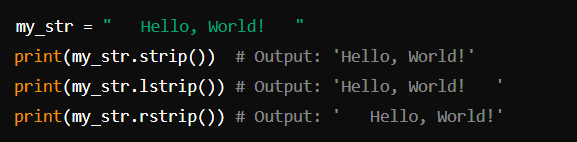 my_str = "   Hello, World!   "
print(my_str.strip())  # Output: 'Hello, World!'
print(my_str.lstrip()) # Output: 'Hello, World!   '
print(my_str.rstrip()) # Output: '   Hello, World!'